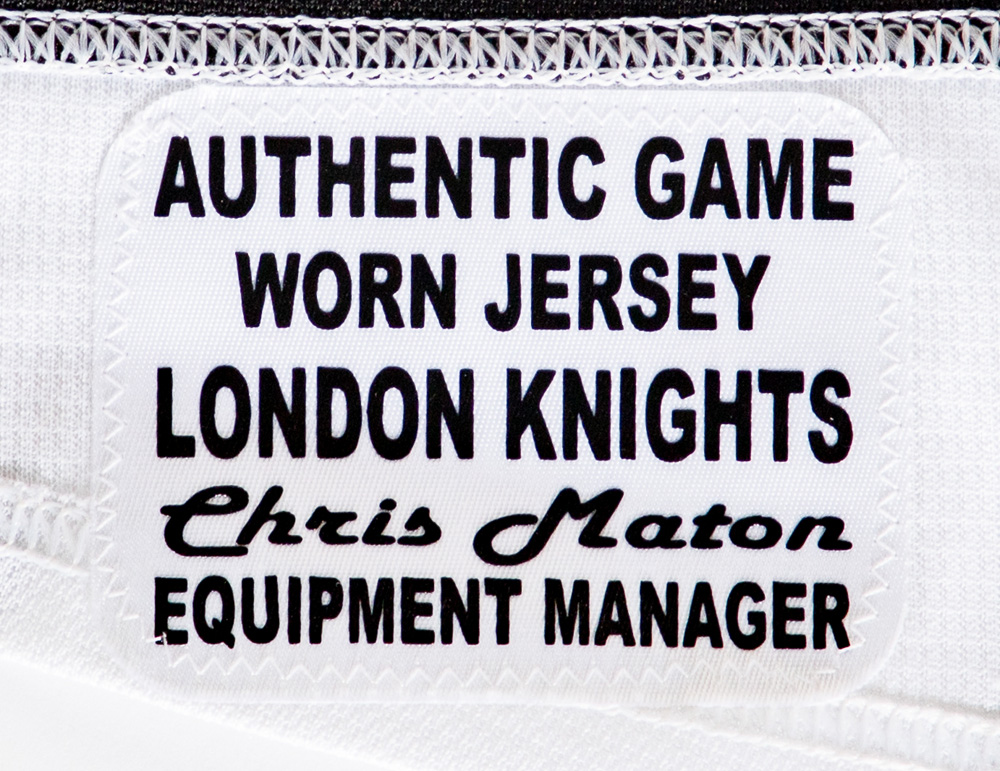 AUTHENTIC GAME
WORN JERSEY
LONDON KNIGHTS
Chris Maton
EQUIPMENT MANAGER